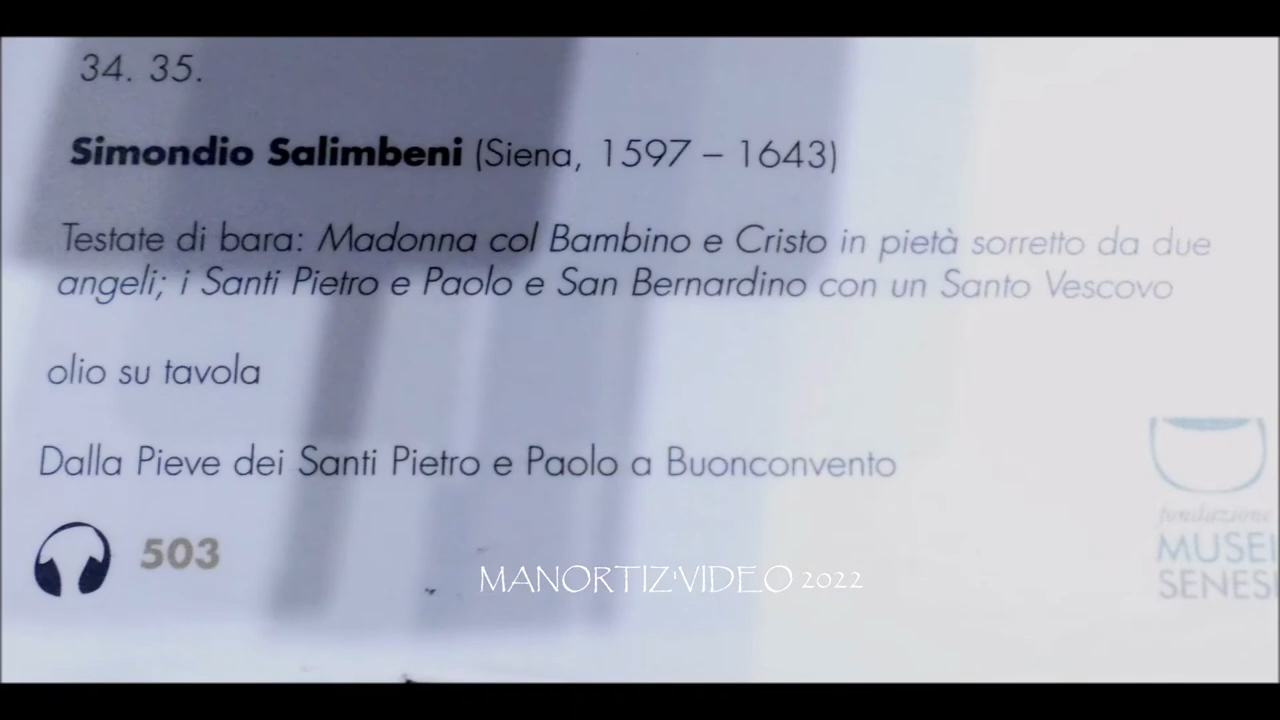 34. 35.
Simondio Salimbeni (Siena, 1597 – 1643)
Testate di bara: Madonna col Bambino e Cristo in pietà sorretto da due
angeli; i Santi Pietro e Paolo e San Bernardino con un Santo Vescovo
olio su tavola
Dalla Pieve dei Santi Pietro e Paolo a Buonconvento
503
MANORTIZ'VIDEO 2022
fondazione
MUSEI
SENESI